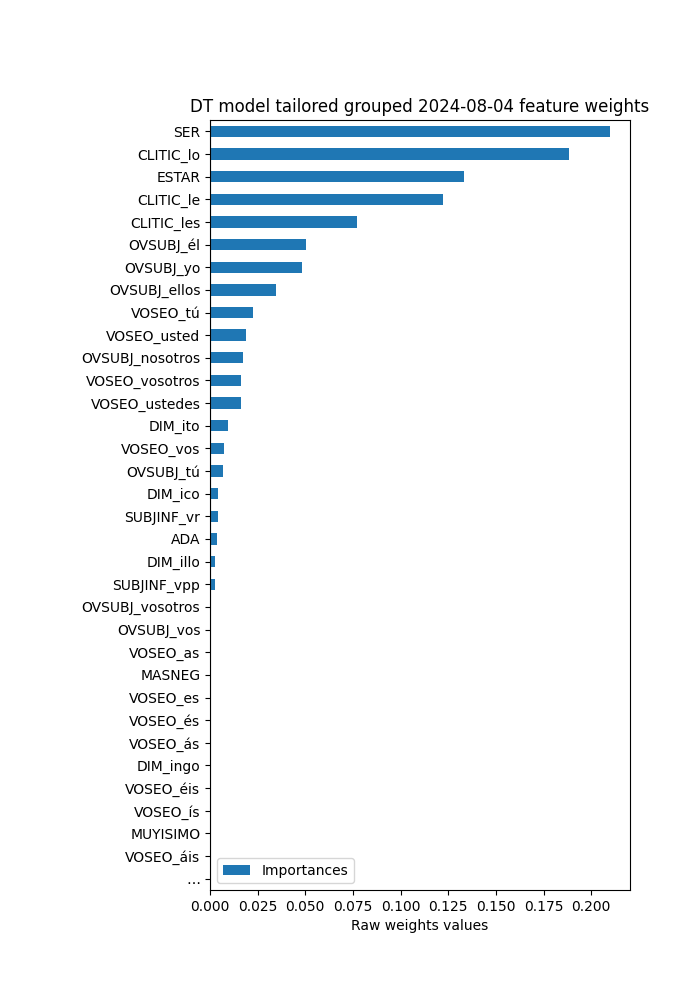 DT model tailored grouped 2024-08-04 feature weights
SER
CLITIC_lo
ESTAR
CLITIC_le
CLITIC_les
OVSUBJ_él
OVSUBJ_yo
OVSUBJ_ellos
VOSEO_tú
VOSEO_usted
OVSUBJ_nosotros
VOSEO_vosotros
VOSEO_ustedes
DIM_ito
VOSEO_vos
OVSUBJ_tú
DIM_ico
SUBJINF_vr
ADA
DIM_illo
SUBJINF_vpp
OVSUBJ_vosotros
OVSUBJ_vos
VOSEO_as
MASNEG
VOSEO_es
VOSEO_és
VOSEO_ás
DIM_ingo
VOSEO_éis
VOSEO_ís
MUYISIMO
VOSEO_áis
...
Importances
0.000 0.025 0.050 0.075 0.100 0.125 0.150 0.175 0.200
Raw weights values